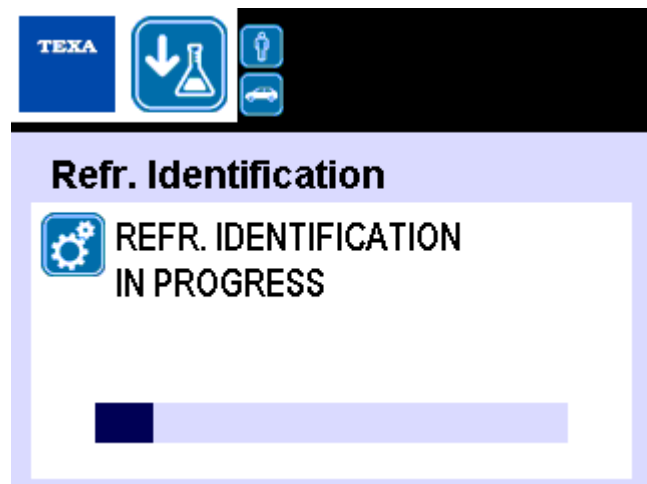 TEXA
Refr. Identification
REFR. IDENTIFICATION
IN PROGRESS